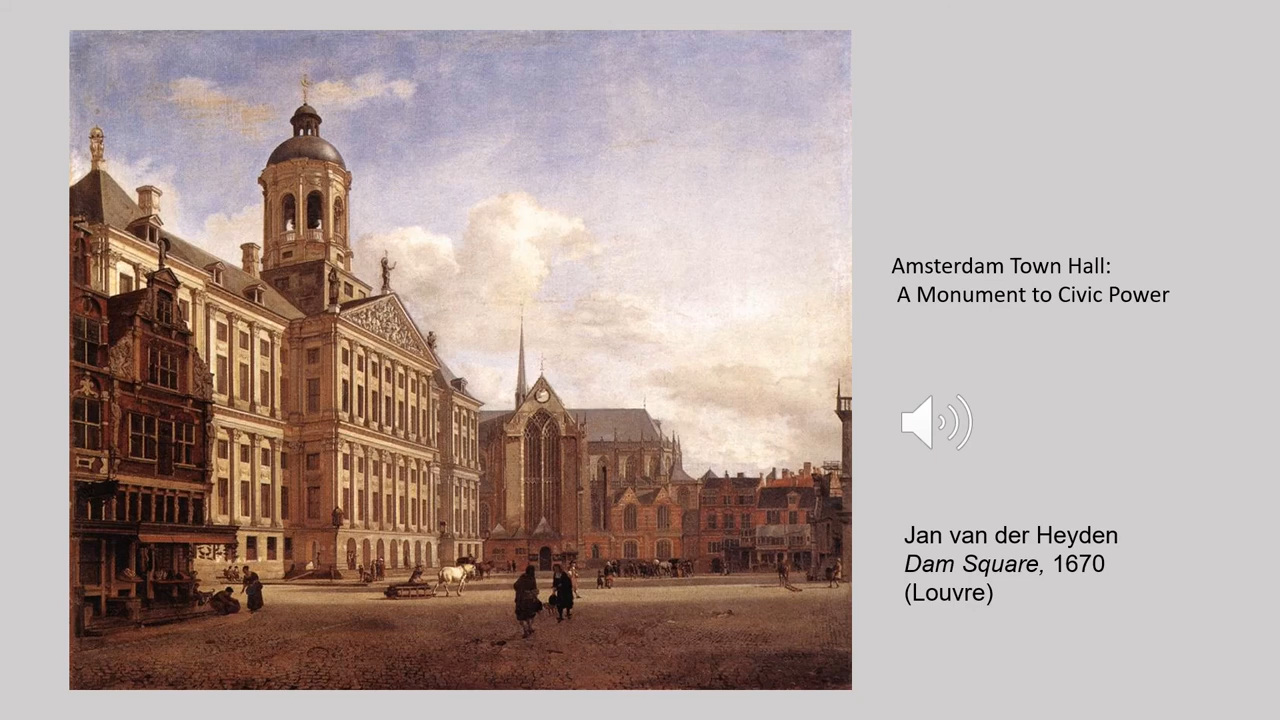 Amsterdam Town Hall:
A Monument to Civic Power
Jan van der Heyden
Dam Square, 1670
(Louvre)